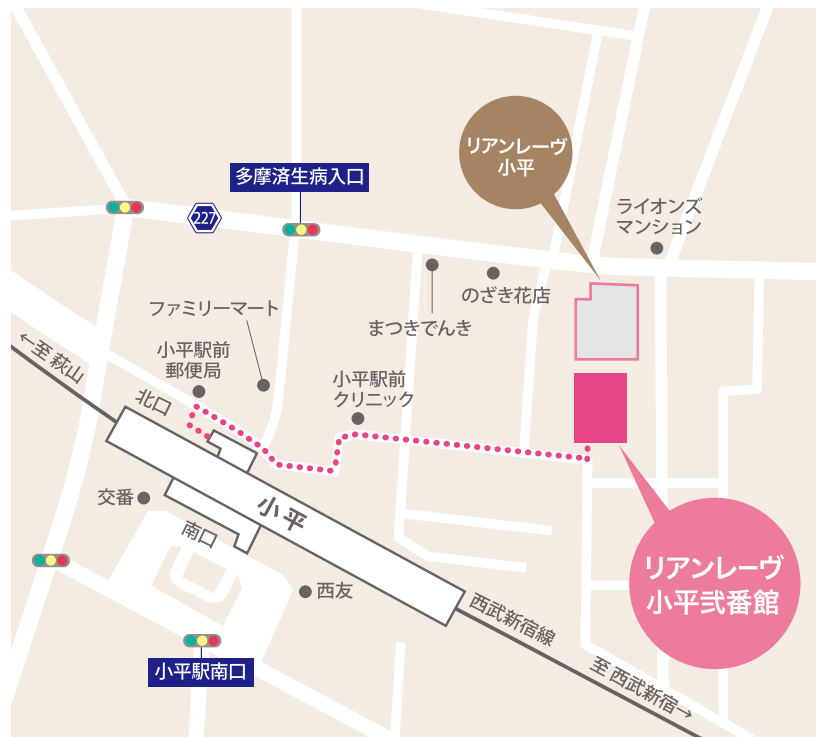 リアンレーヴ
小平
多摩済生病入口
227
ライオンズ
マンション
のざき花店
まつきでんき
ファミリーマート
小平駅前
郵便局
小平駅前
クリニック
←至 萩山
北口
小平
交番
南口
西友
リアンレーヴ
小平弐番館
西武新宿線
小平駅南口
至 西武新宿→